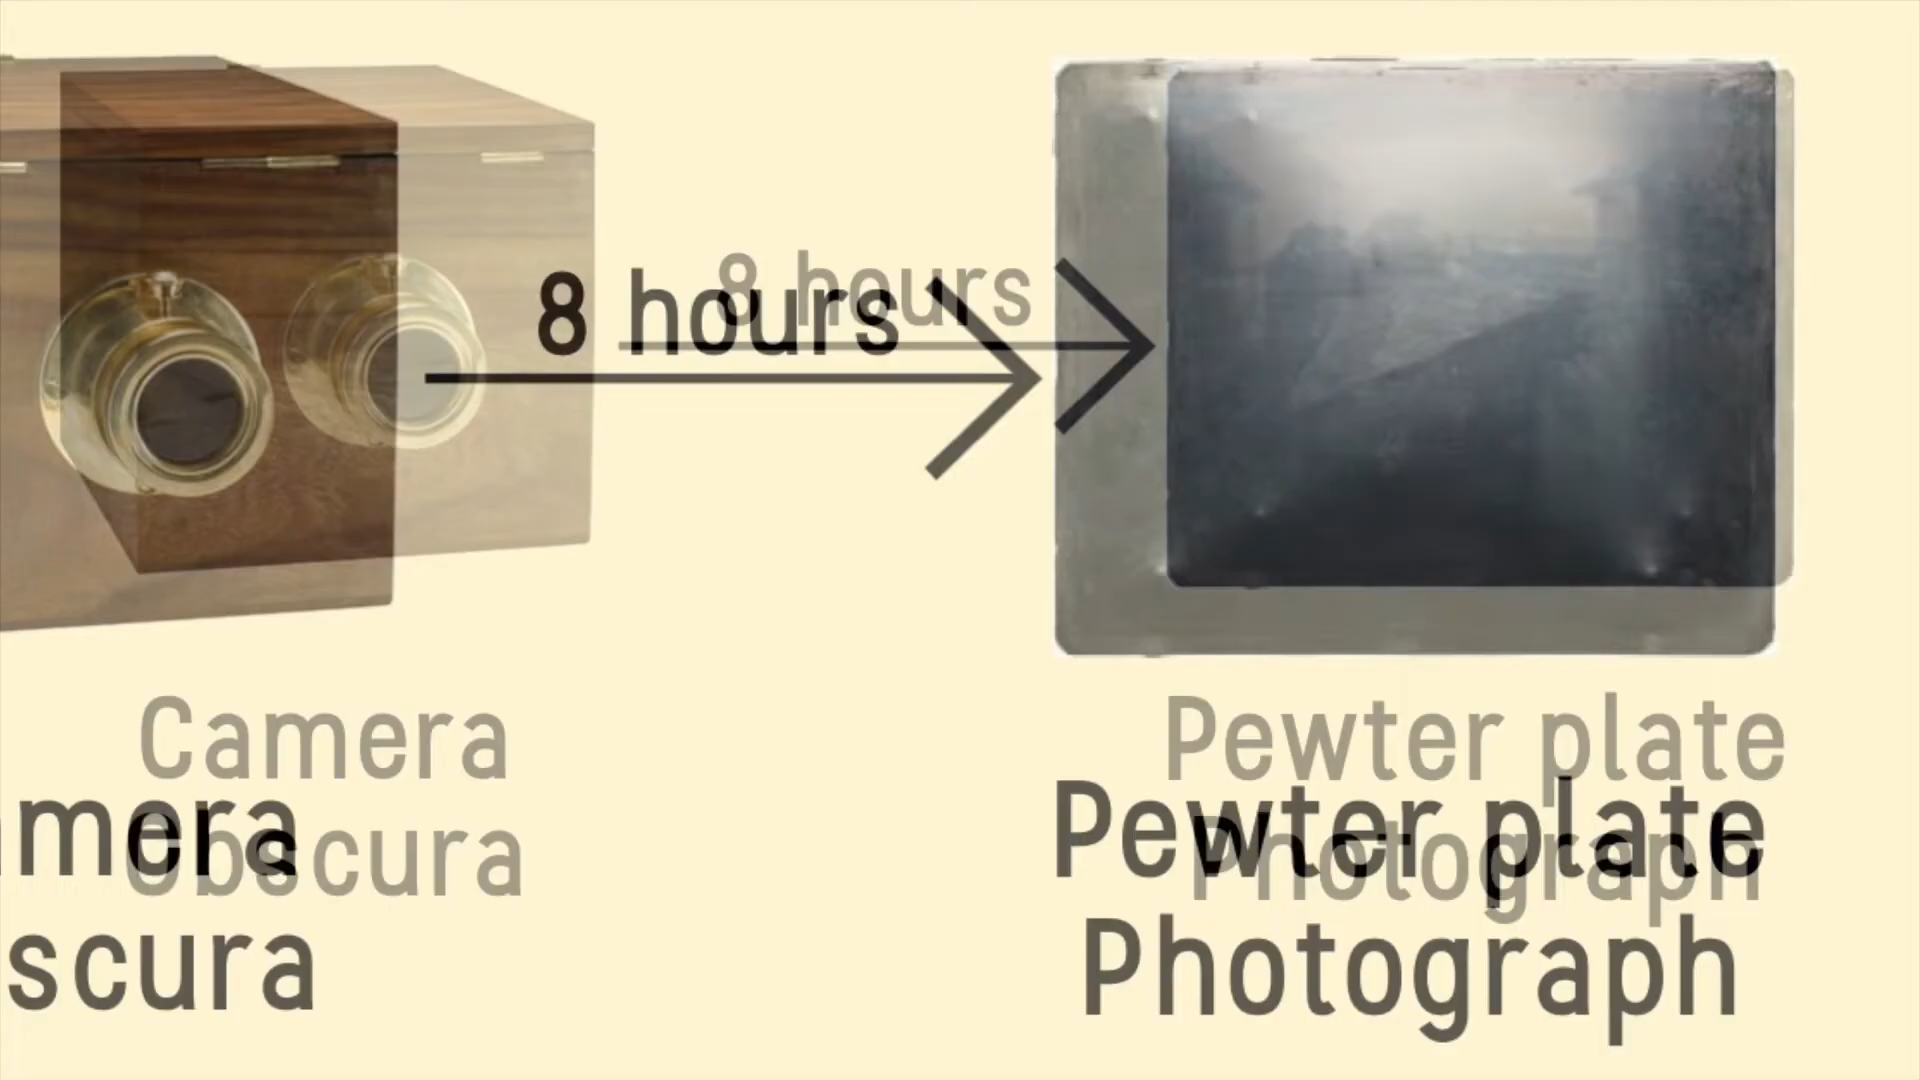 8 hours
8 hours
Camera
Obscura
mera
scura
Pewter plate
Photograph
Pewter plate
Photograph